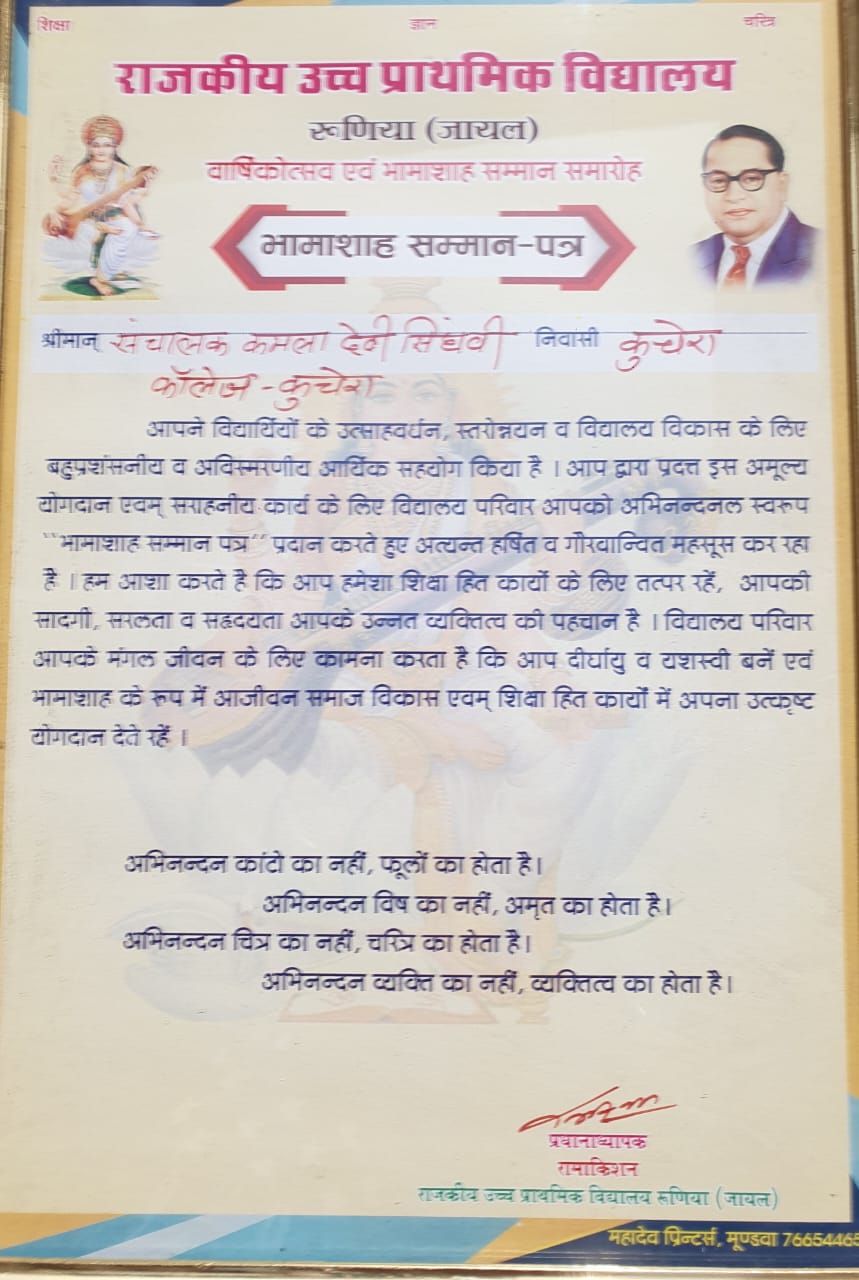 शिक्षा ज्ञान चरित्र
राजकीय उच्च प्राथमिक विद्यालय
रूणिया (जायल)
वार्षिकोत्सव एवं भामाशाह सम्मान समारोह
भामाशाह सम्मान-पत्र
श्रीमान् संचालक कमला देवी सिंघवी निवासी कुचेरा
कॉलेज - कुचेरा
आपने विद्यार्थियों के उत्साहवर्धन, स्तरोन्नयन व विद्यालय विकास के लिए
बहुप्रशंसनीय व अविस्मरणीय आर्थिक सहयोग किया है । आप द्वारा प्रदत्त इस अमूल्य
योगदान एवम् सराहनीय कार्य के लिए विद्यालय परिवार आपको अभिनन्दनल स्वरूप
"भामाशाह सम्मान पत्र" प्रदान करते हुए अत्यन्त हर्षित व गौरवान्वित महसूस कर रहा
है । हम आशा करते है कि आप हमेशा शिक्षा हित कार्यो के लिए तत्पर रहें, आपकी
सादगी, सरलता व सहृदयता आपके उन्नत व्यक्तित्व की पहचान है । विद्यालय परिवार
आपके मंगल जीवन के लिए कामना करता है कि आप दीर्घायु व यशस्वी बनें एवं
भामाशाह के रूप में आजीवन समाज विकास एवम् शिक्षा हित कार्यों में अपना उत्कृष्ट
योगदान देते रहें ।
अभिनन्दन कांटो का नहीं, फूलों का होता है।
अभिनन्दन विष का नहीं, अमृत का होता है।
अभिनन्दन चित्र का नहीं, चरित्र का होता है।
अभिनन्दन व्यक्ति का नहीं, व्यक्तित्व का होता है।
प्रधानाध्यापक
रामाकिशन
राजकीय उच्च प्राथमिक विद्यालय रूणिया (जायल)
महादेव प्रिन्टर्स, मूण्डवा 76654465